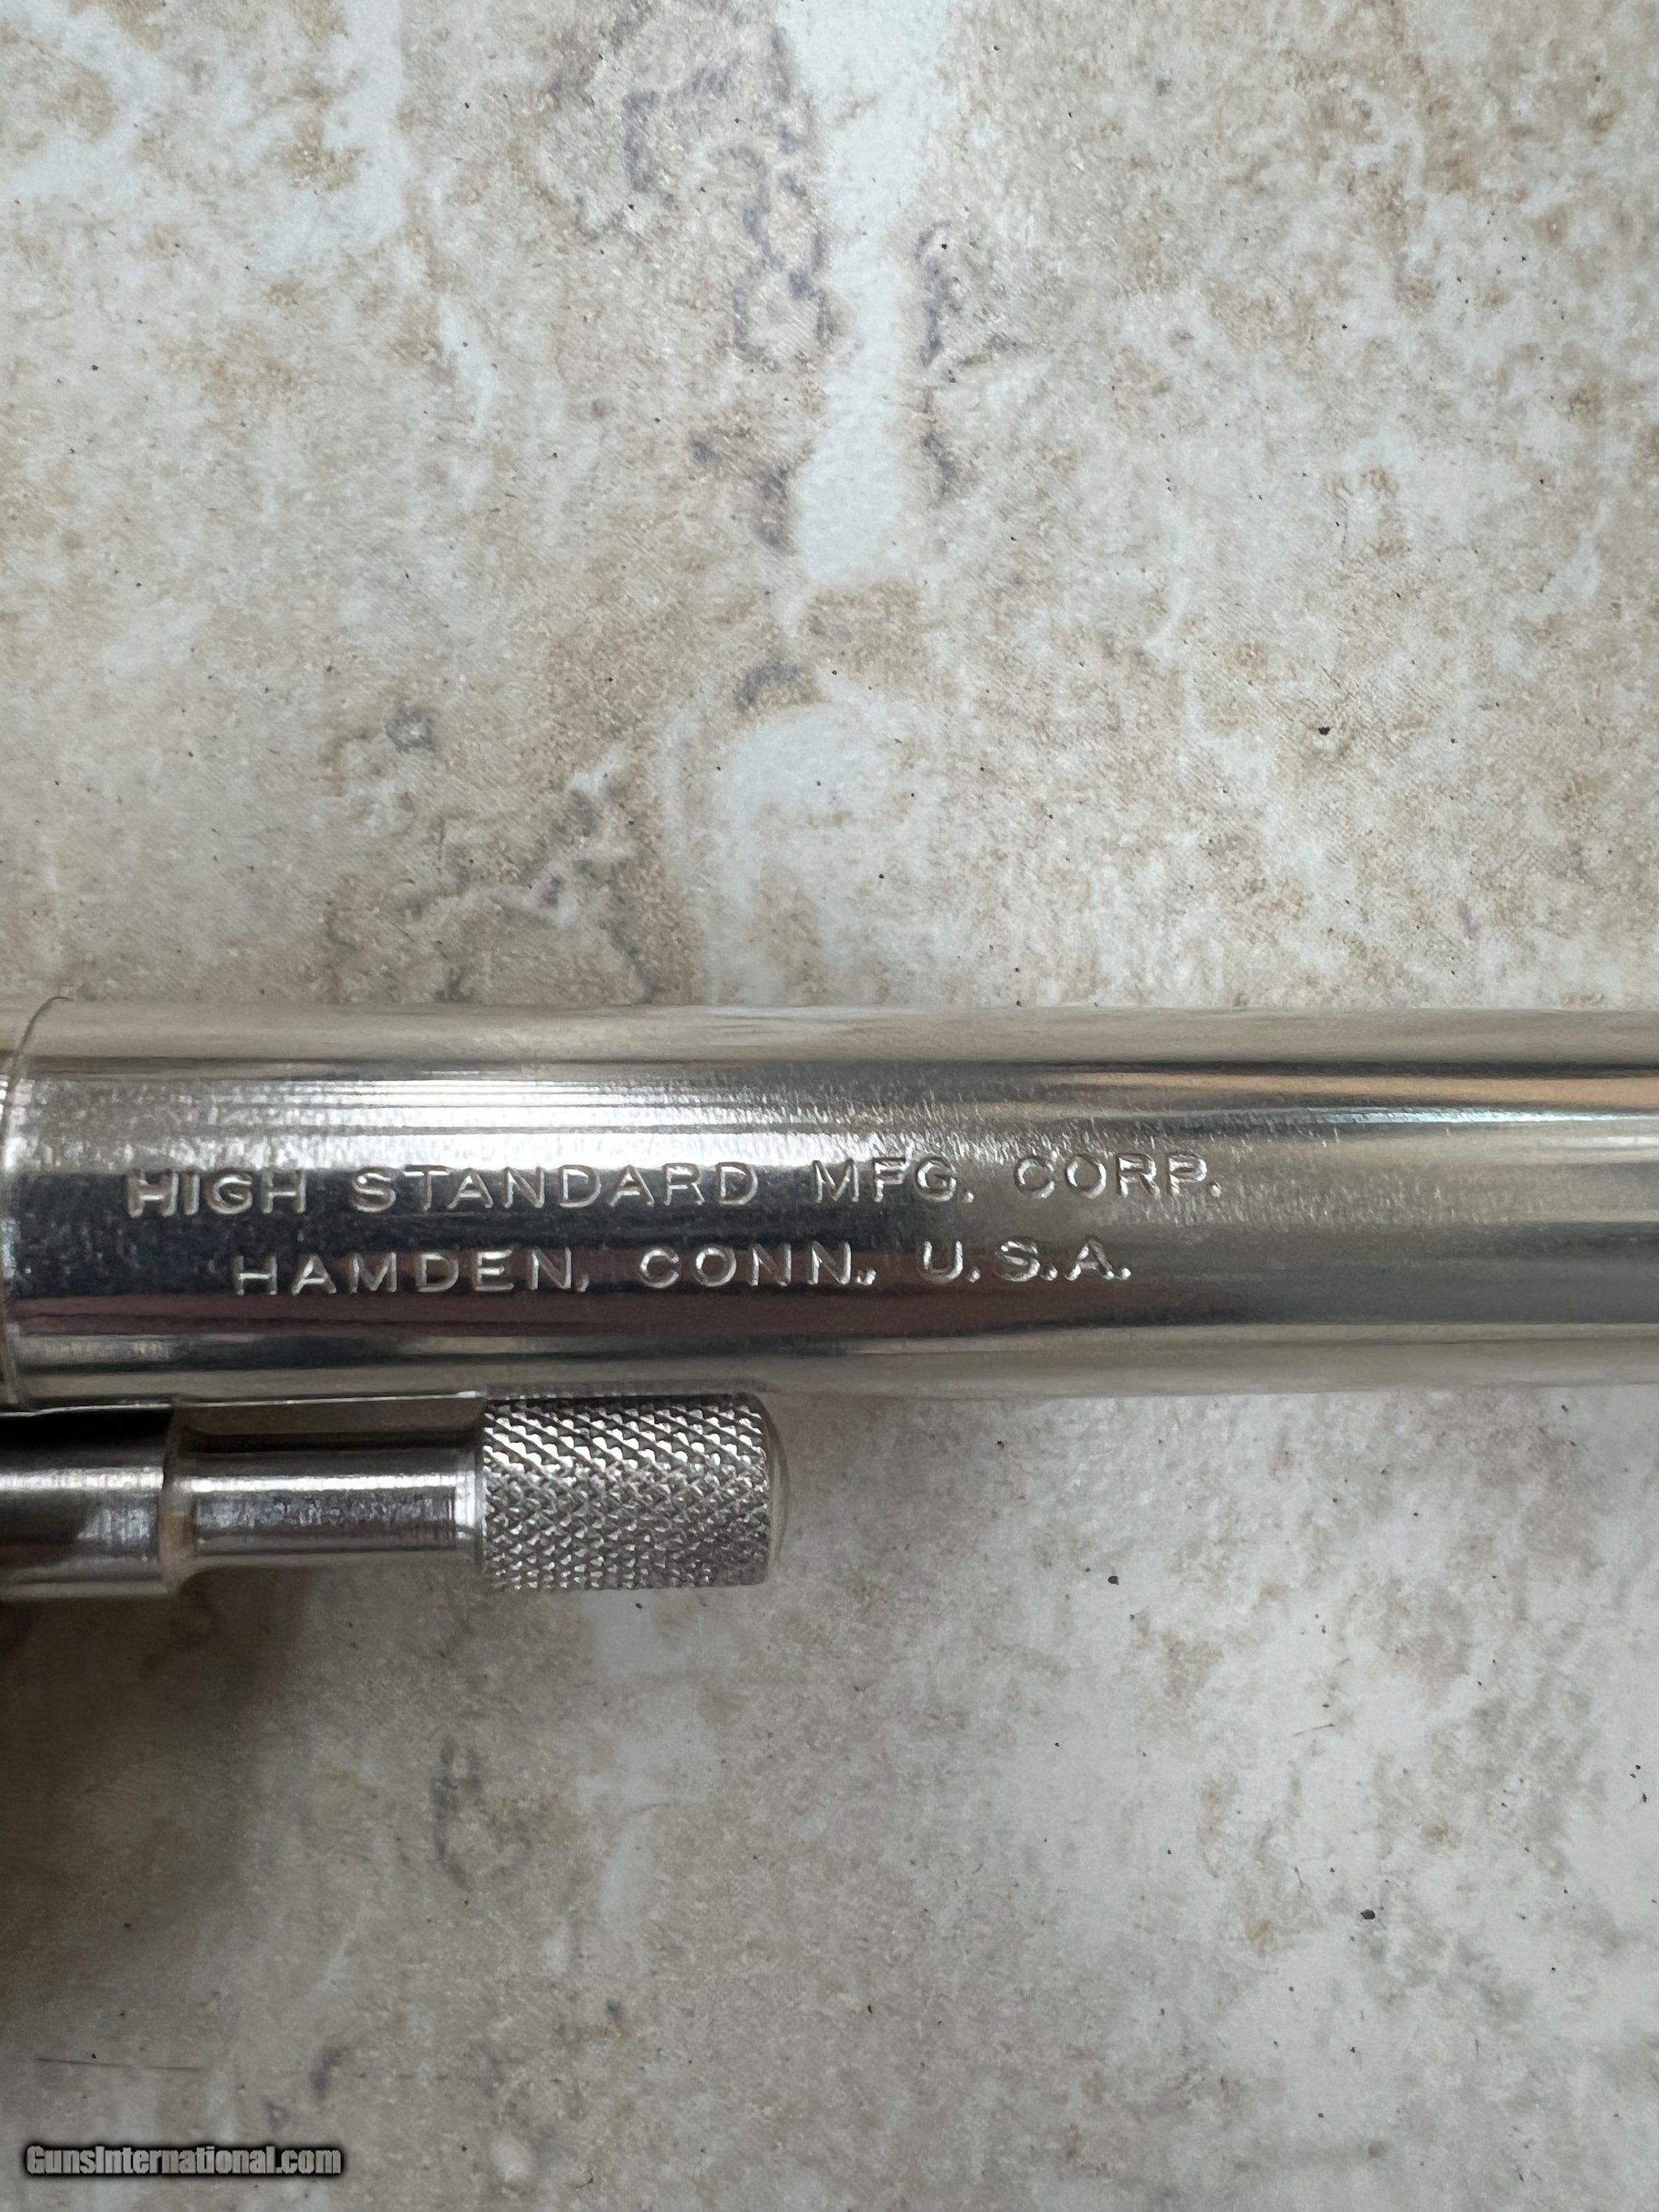 HIGH STANDARD MFG. CORP.
HAMDEN, CONN., U.S.A.
GunsInternational.com